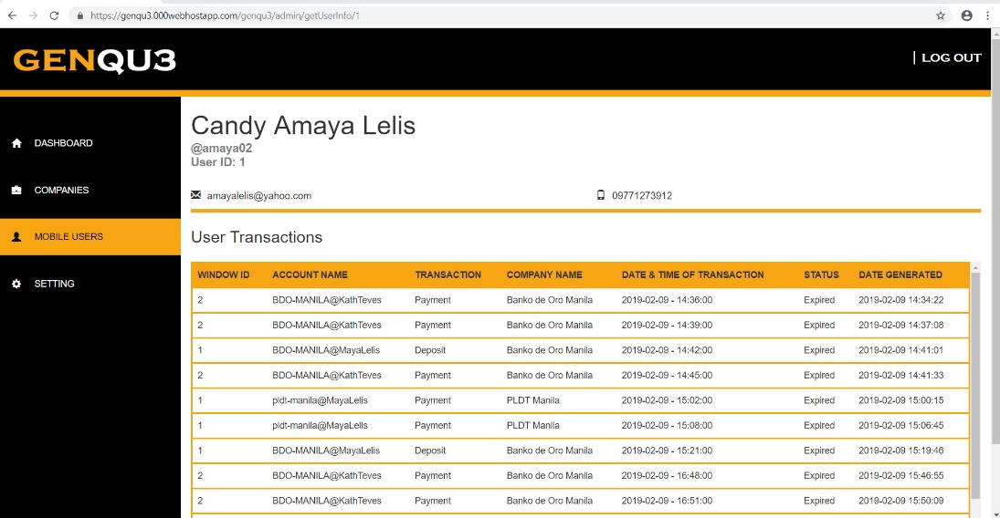 https://genqu3.000webhostapp.com/genqu3/admin/getUserInfo/1
GENQU3
| LOG OUT
DASHBOARD
COMPANIES
MOBILE USERS
SETTING
Candy Amaya Lelis
@amaya02
User ID: 1
amayalelis@yahoo.com 09771273912
User Transactions
WINDOW ID ACCOUNT NAME TRANSACTION COMPANY NAME DATE & TIME OF TRANSACTION STATUS DATE GENERATED
2 BDO-MANILA@KathTeves Payment Banko de Oro Manila 2019-02-09 - 14:36:00 Expired 2019-02-09 14:34:22
2 BDO-MANILA@KathTeves Payment Banko de Oro Manila 2019-02-09 - 14:39:00 Expired 2019-02-09 14:37:08
1 BDO-MANILA@MayaLelis Deposit Banko de Oro Manila 2019-02-09 - 14:42:00 Expired 2019-02-09 14:41:01
2 BDO-MANILA@KathTeves Payment Banko de Oro Manila 2019-02-09 - 14:45:00 Expired 2019-02-09 14:41:33
1 pldt-manila@MayaLelis Payment PLDT Manila 2019-02-09 - 15:02:00 Expired 2019-02-09 15:00:15
1 pldt-manila@MayaLelis Payment PLDT Manila 2019-02-09 - 15:08:00 Expired 2019-02-09 15:06:45
1 BDO-MANILA@MayaLelis Deposit Banko de Oro Manila 2019-02-09 - 15:21:00 Expired 2019-02-09 15:19:46
2 BDO-MANILA@KathTeves Payment Banko de Oro Manila 2019-02-09 - 16:48:00 Expired 2019-02-09 15:46:55
2 BDO-MANILA@KathTeves Payment Banko de Oro Manila 2019-02-09 - 16:51:00 Expired 2019-02-09 15:50:09